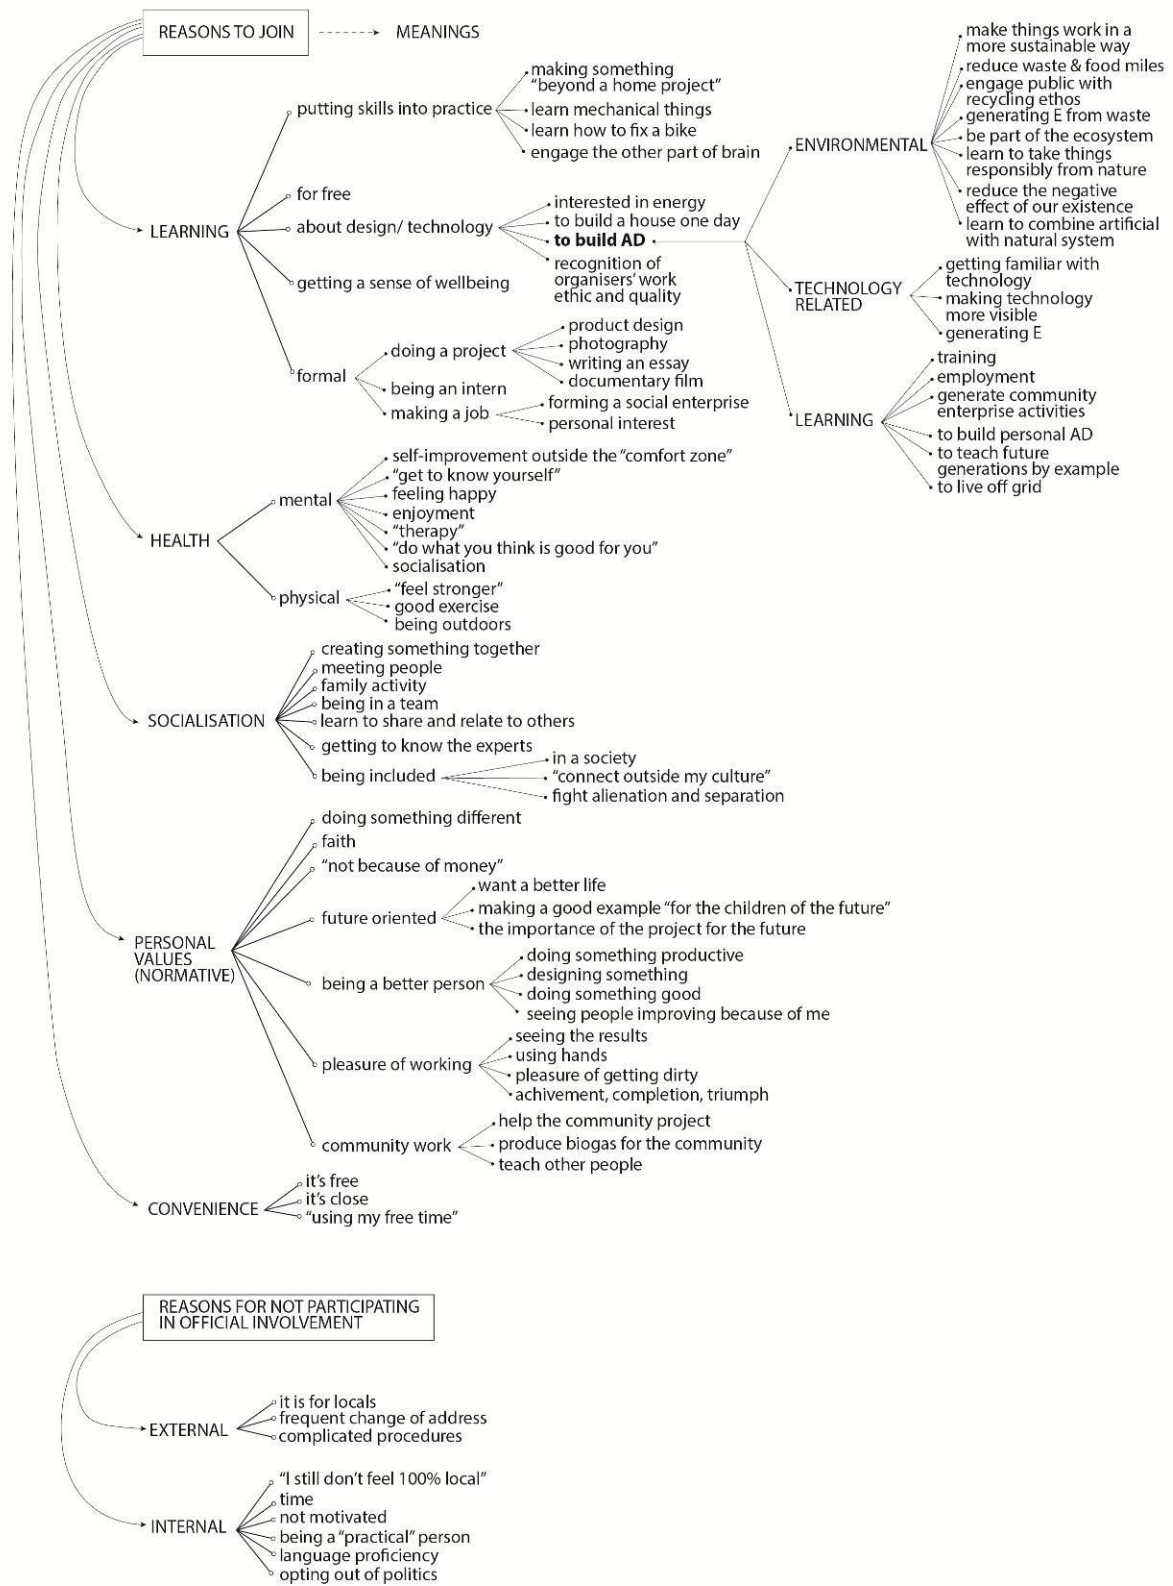 REASONS TO JOIN
MEANINGS
LEARNING
putting skills into practice
making something
“beyond a home project”
learn mechanical things
learn how to fix a bike
engage the other part of brain
for free
about design/ technology
interested in energy
to build a house one day
to build AD
recognition of
organisers’ work
ethic and quality
getting a sense of wellbeing
formal
doing a project
product design
photography
writing an essay
documentary film
being an intern
making a job
forming a social enterprise
personal interest
ENVIRONMENTAL
make things work in a
more sustainable way
reduce waste & food miles
engage public with
recycling ethos
generating E from waste
be part of the ecosystem
learn to take things
responsibly from nature
reduce the negative
effect of our existence
learn to combine artificial
with natural system
TECHNOLOGY
RELATED
getting familiar with
technology
making technology
more visible
generating E
LEARNING
training
employment
generate community
enterprise activities
to build personal AD
to teach future
generations by example
to live off grid
HEALTH
mental
self-improvement outside the “comfort zone”
“get to know yourself”
feeling happy
enjoyment
“therapy”
“do what you think is good for you”
socialisation
physical
“feel stronger”
good exercise
being outdoors
SOCIALISATION
creating something together
meeting people
family activity
being in a team
learn to share and relate to others
getting to know the experts
being included
in a society
“connect outside my culture”
fight alienation and separation
PERSONAL
VALUES
(NORMATIVE)
doing something different
faith
“not because of money”
future oriented
want a better life
making a good example “for the children of the future”
the importance of the project for the future
being a better person
doing something productive
designing something
doing something good
seeing people improving because of me
pleasure of working
seeing the results
using hands
pleasure of getting dirty
achivement, completion, triumph
community work
help the community project
produce biogas for the community
teach other people
CONVENIENCE
it’s free
it’s close
“using my free time”
REASONS FOR NOT PARTICIPATING
IN OFFICIAL INVOLVEMENT
EXTERNAL
it is for locals
frequent change of address
complicated procedures
INTERNAL
“I still don’t feel 100% local”
time
not motivated
being a “practical” person
language proficiency
opting out of politics